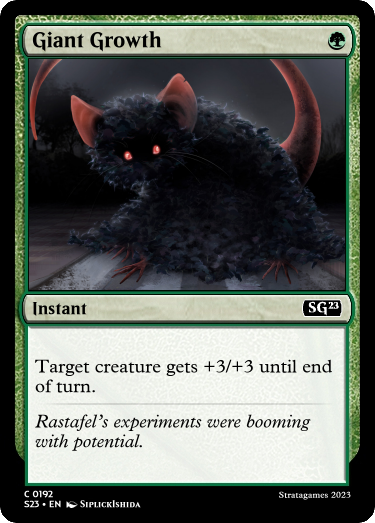 Giant Growth
Instant
SG23
Target creature gets +3/+3 until end
of turn.
Rastafel's experiments were booming
with potential.
C 0192
S23 • EN SiplickIshida
Stratagames 2023